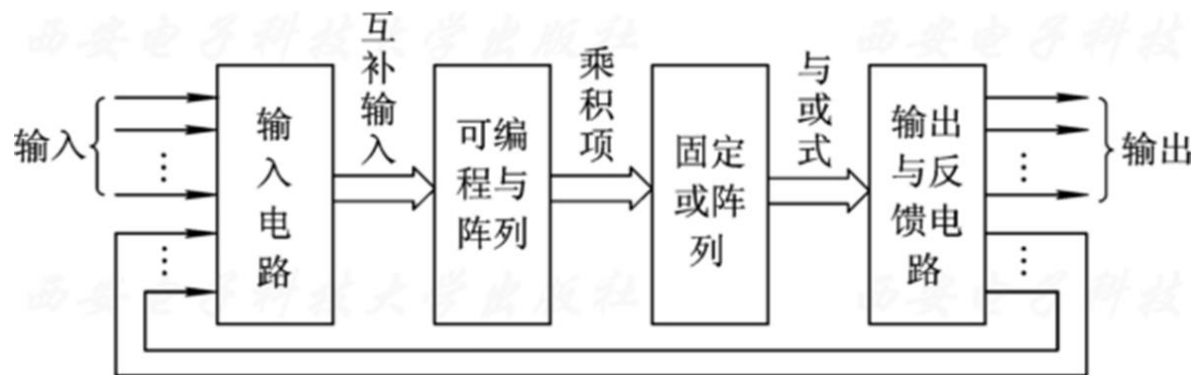 西安电子科技大学出版社
西安电子科技
输入
输入电路
互补输入
可编程与阵列
乘积项
固定或阵列
与或式
输出与反馈电路
输出
西安电子科技大学出版社
西安电子科技